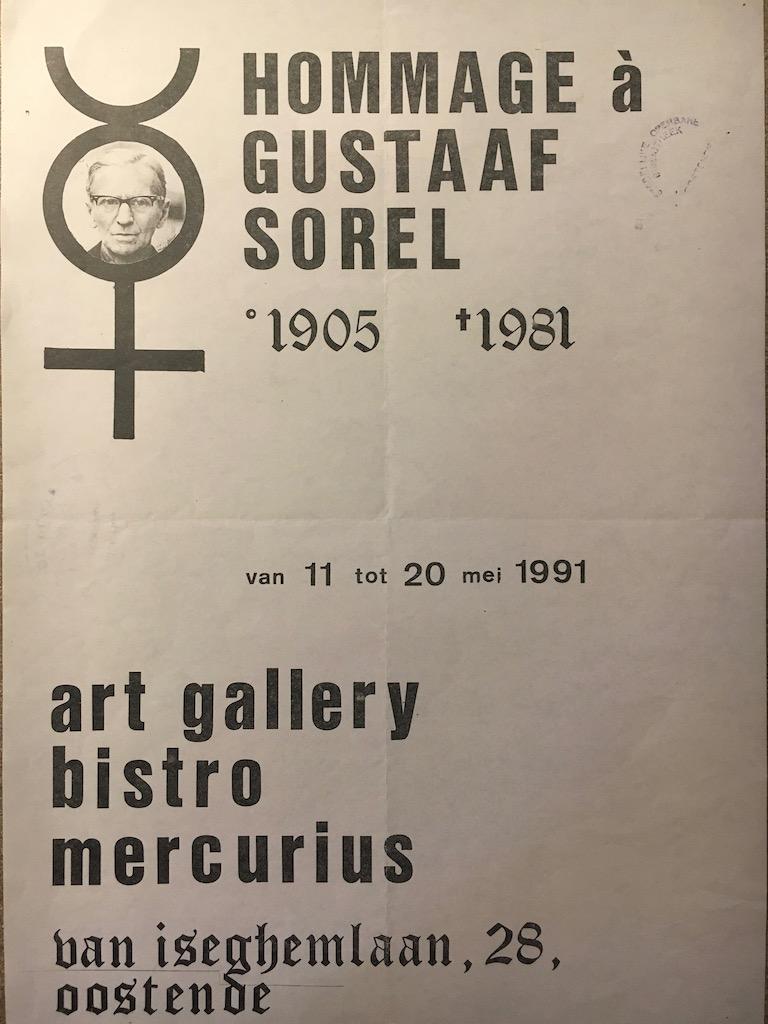 HOMMAGE à
GUSTAAF
SOREL
°1905 ✝1981
OPENBARE
van 11 tot 20 mei 1991
art gallery
bistro
mercurius
van iseghemlaan, 28,
oostende